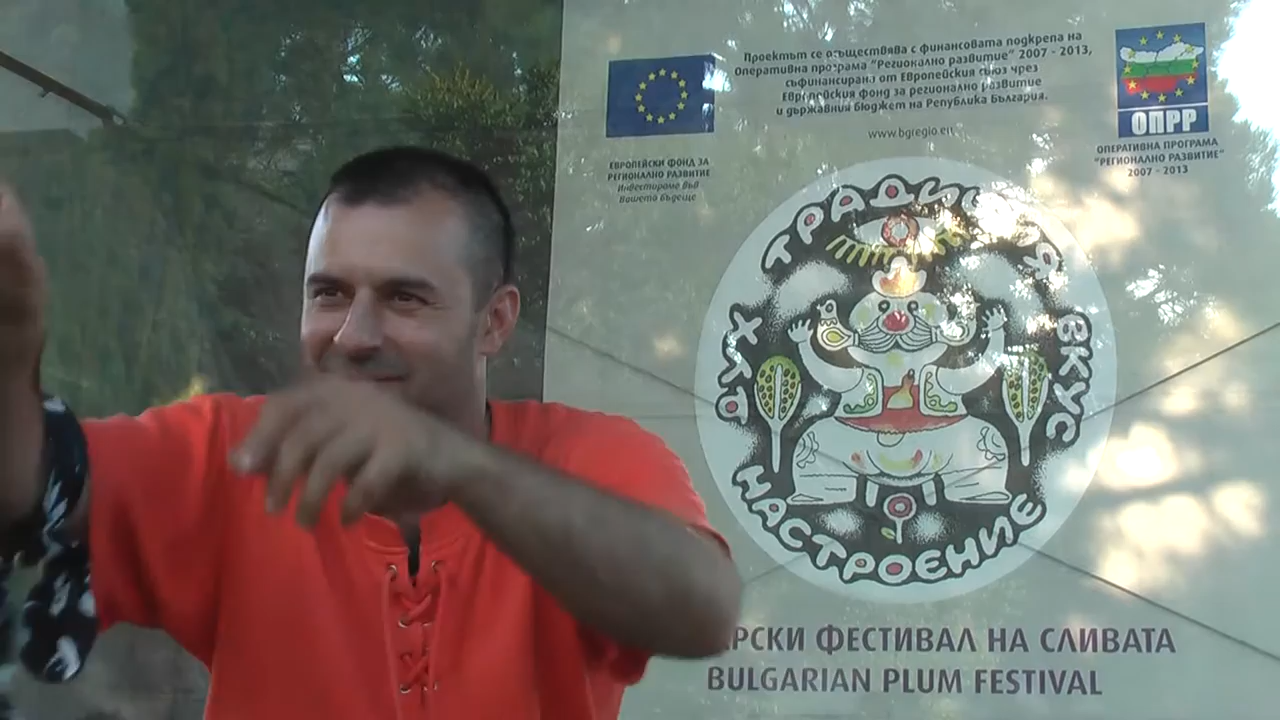 Проектът се осъществява с финансовата подкрепа на
Оперативна програма "Регионално развитие" 2007 - 2013,
съфинансирана от Европейския съюз чрез
Европейския фонд за регионално развитие
и държавния бюджет на Република България.
www.bgregio.eu
ЕВРОПЕЙСКИ ФОНД ЗА
РЕГИОНАЛНО РАЗВИТИЕ
Инвестираме във
Вашето бъдеще
ОПРР
ОПЕРАТИВНА ПРОГРАМА
"РЕГИОНАЛНО РАЗВИТИЕ"
2007 - 2013
ТРАДИЦИЯ
ВКУС
НАСТРОЕНИЕ
РСКИ ФЕСТИВАЛ НА СЛИВАТА
BULGARIAN PLUM FESTIVAL